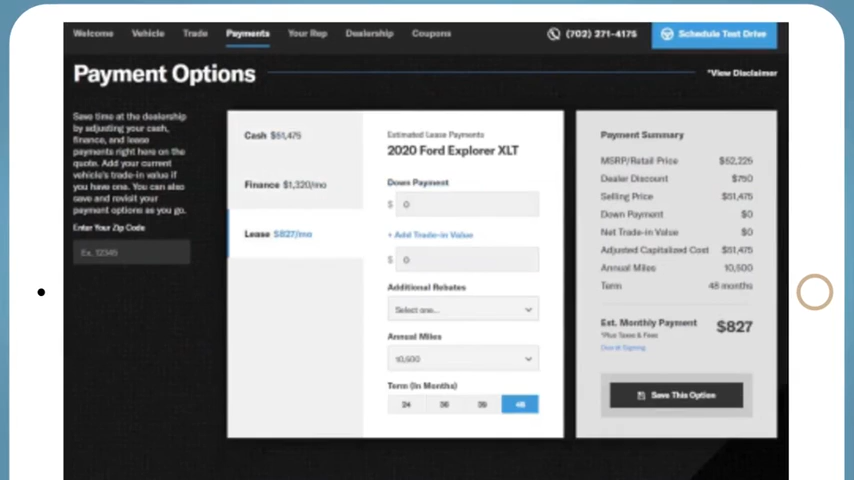 Welcome Vehicle Trade Payments Your Rep Dealership Coupons (702) 271-4175 Schedule Test Drive
Payment Options
*View Disclaimer
Save time at the dealership
by adjusting your cash,
finance, and lease
payments right here on the
quote. Add your current
vehicle's trade-in value if
you have one. You can also
save and revisit your
payment options as you go.
Enter Your Zip Code
Ex. 12345
Cash $51,475
Finance $1,320/mo
Lease $827/mo
Estimated Lease Payments
2020 Ford Explorer XLT
Down Payment
$ 0
+ Add Trade-in Value
$ 0
Additional Rebates
Select one...
Annual Miles
10,500
Term (In Months)
24 36 39 48
Payment Summary
MSRP/Retail Price $52,225
Dealer Discount $750
Selling Price $51,475
Down Payment $0
Net Trade-in Value $0
Adjusted Capitalized Cost $51,475
Annual Miles 10,500
Term 48 months
Est. Monthly Payment $827
*Plus Taxes & Fees
Due at Signing
Save This Option